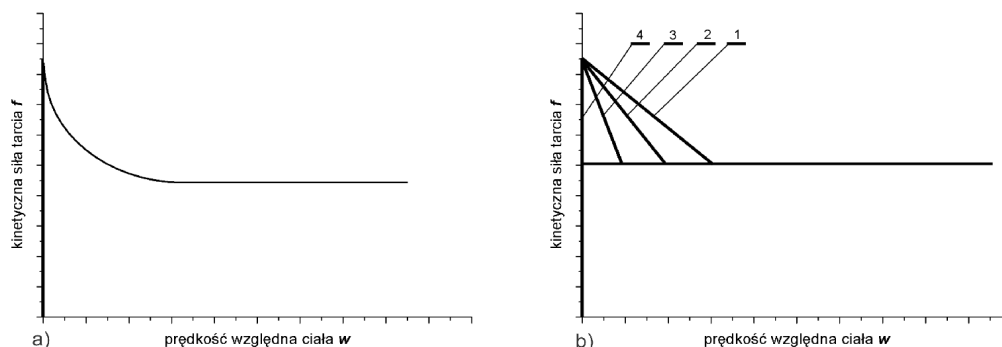 kinetyczna siła tarcia f
a)
prędkość względna ciała w
4 3 2 1
kinetyczna siła tarcia f
b)
prędkość względna ciała w